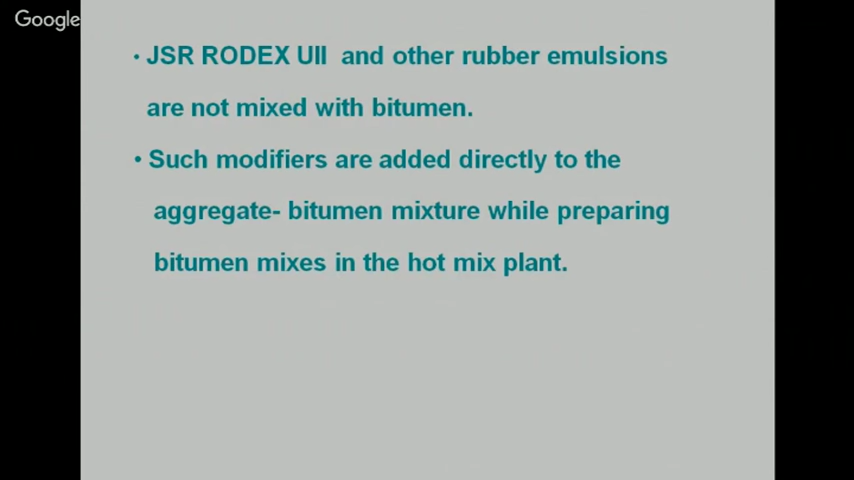 Google
• JSR RODEX UII and other rubber emulsions
are not mixed with bitumen.
• Such modifiers are added directly to the
aggregate- bitumen mixture while preparing
bitumen mixes in the hot mix plant.